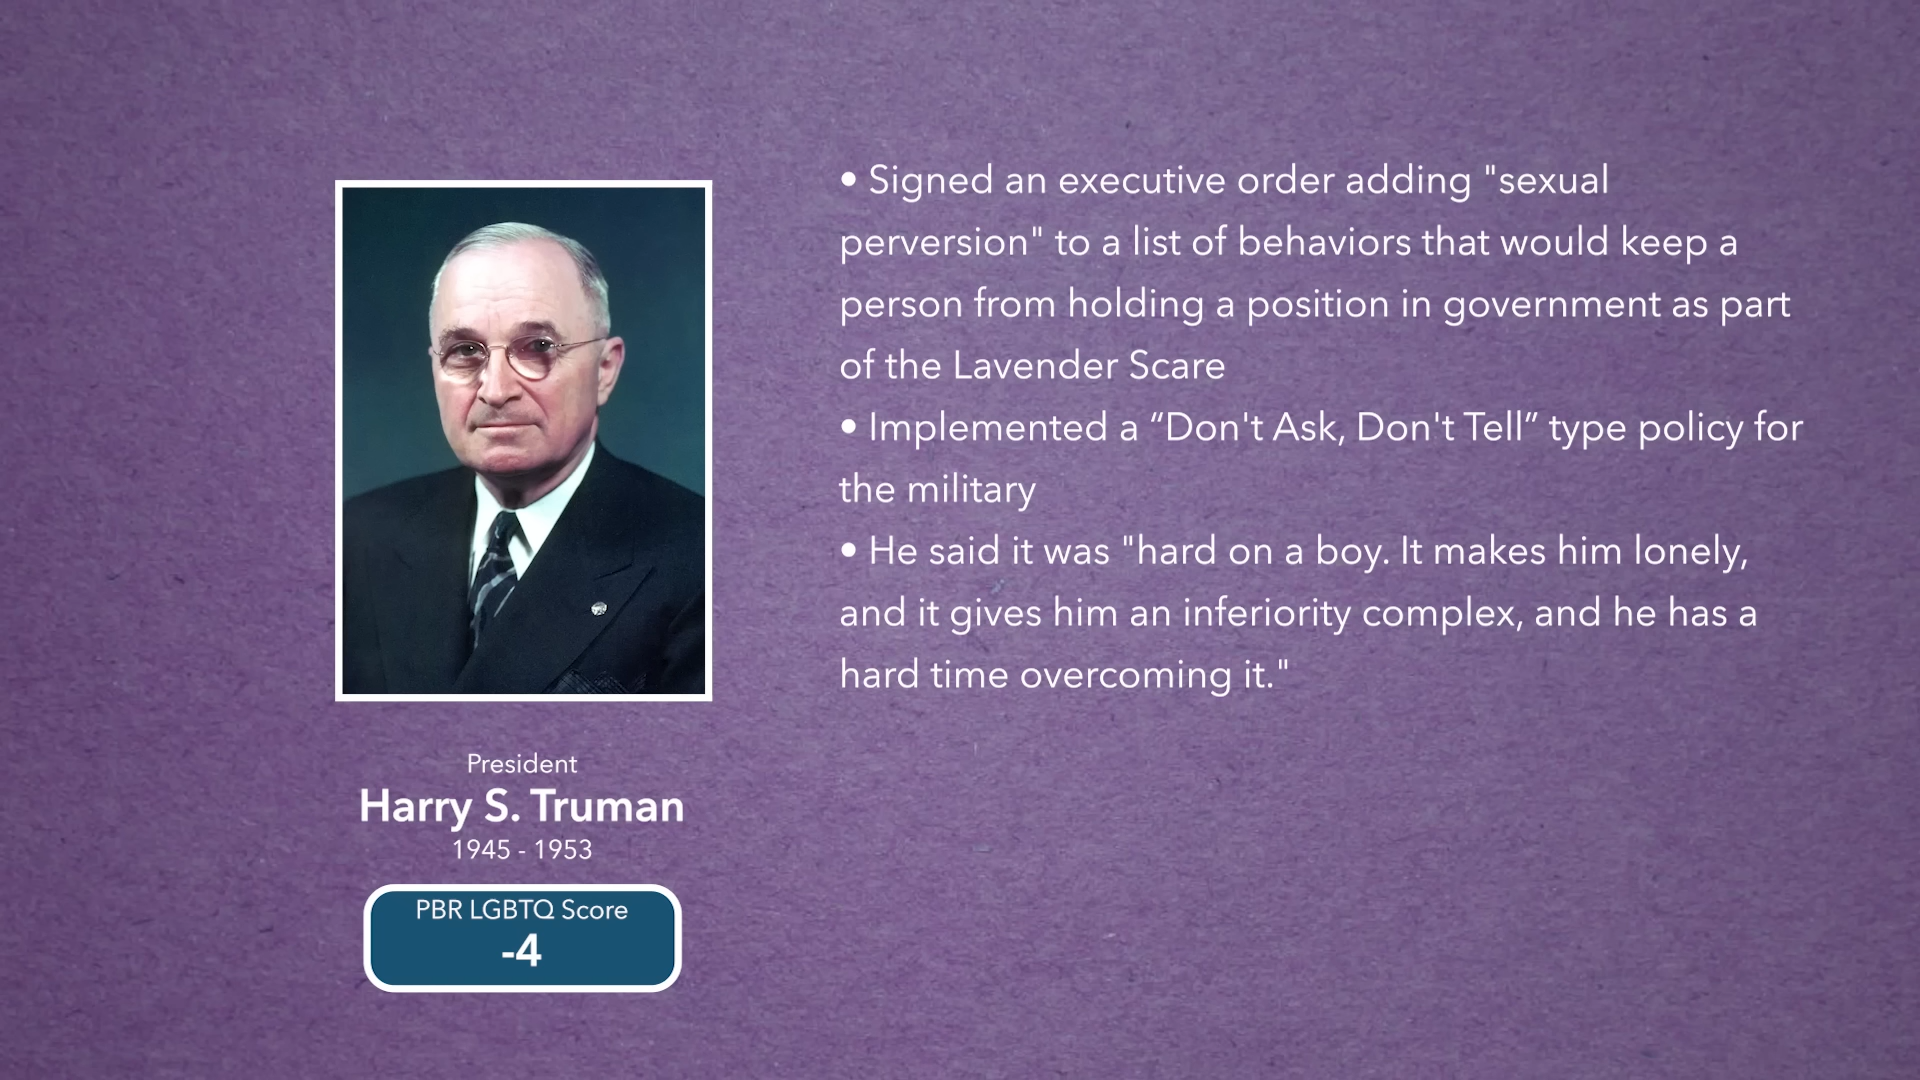 • Signed an executive order adding "sexual
perversion" to a list of behaviors that would keep a
person from holding a position in government as part
of the Lavender Scare
• Implemented a “Don't Ask, Don't Tell” type policy for
the military
• He said it was "hard on a boy. It makes him lonely,
and it gives him an inferiority complex, and he has a
hard time overcoming it."
President
Harry S. Truman
1945 - 1953
PBR LGBTQ Score
-4